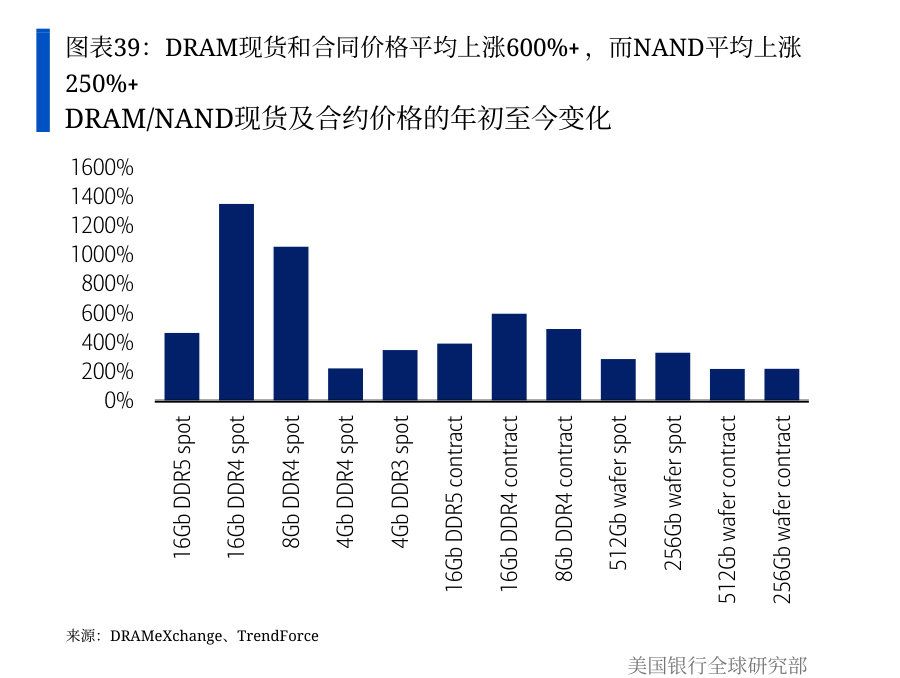 图表39：DRAM现货和合同价格平均上涨600%+，而NAND平均上涨
250%+
DRAM/NAND现货及合约价格的年初至今变化
1600%
1400%
1200%
1000%
800%
600%
400%
200%
0%
16Gb DDR5 spot
16Gb DDR4 spot
8Gb DDR4 spot
4Gb DDR4 spot
4Gb DDR3 spot
16Gb DDR5 contract
16Gb DDR4 contract
8Gb DDR4 contract
512Gb wafer spot
256Gb wafer spot
512Gb wafer contract
256Gb wafer contract
来源：DRAMeXchange、TrendForce
美国银行全球研究部